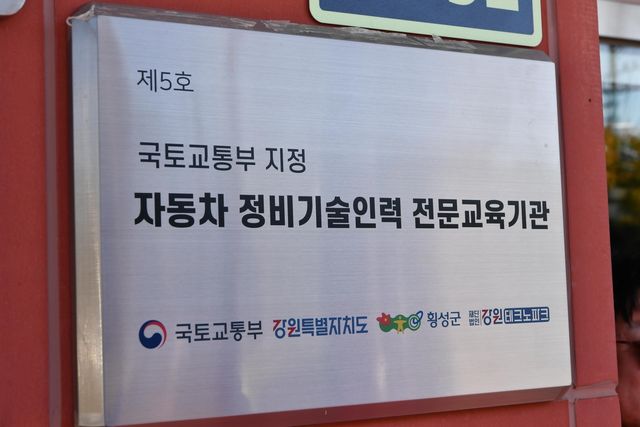 제5호
국토교통부 지정
자동차 정비기술인력 전문교육기관
국토교통부 강원특별자치도 횡성군 재단법인 강원테크노파크